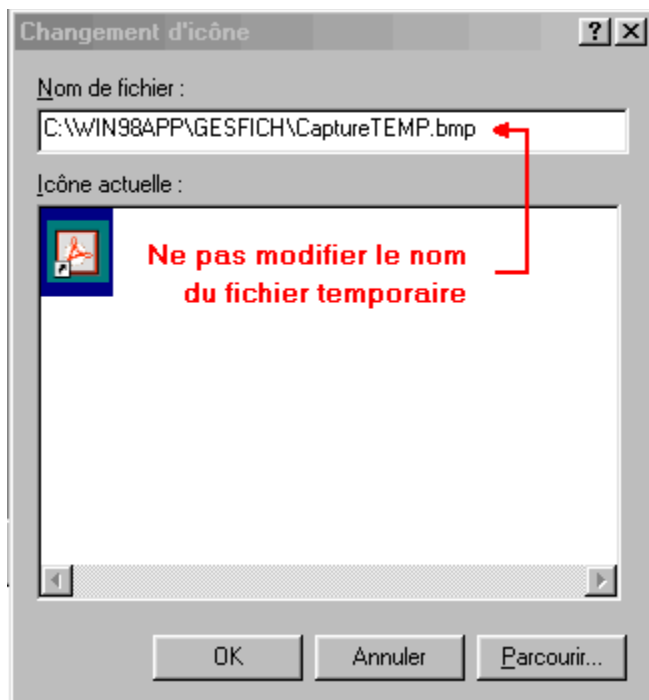 Changement d'icône
Nom de fichier :
C:\WIN98APP\GESFICH\CaptureTEMP.bmp
Icône actuelle :
Ne pas modifier le nom
du fichier temporaire
OK
Annuler
Parcourir...